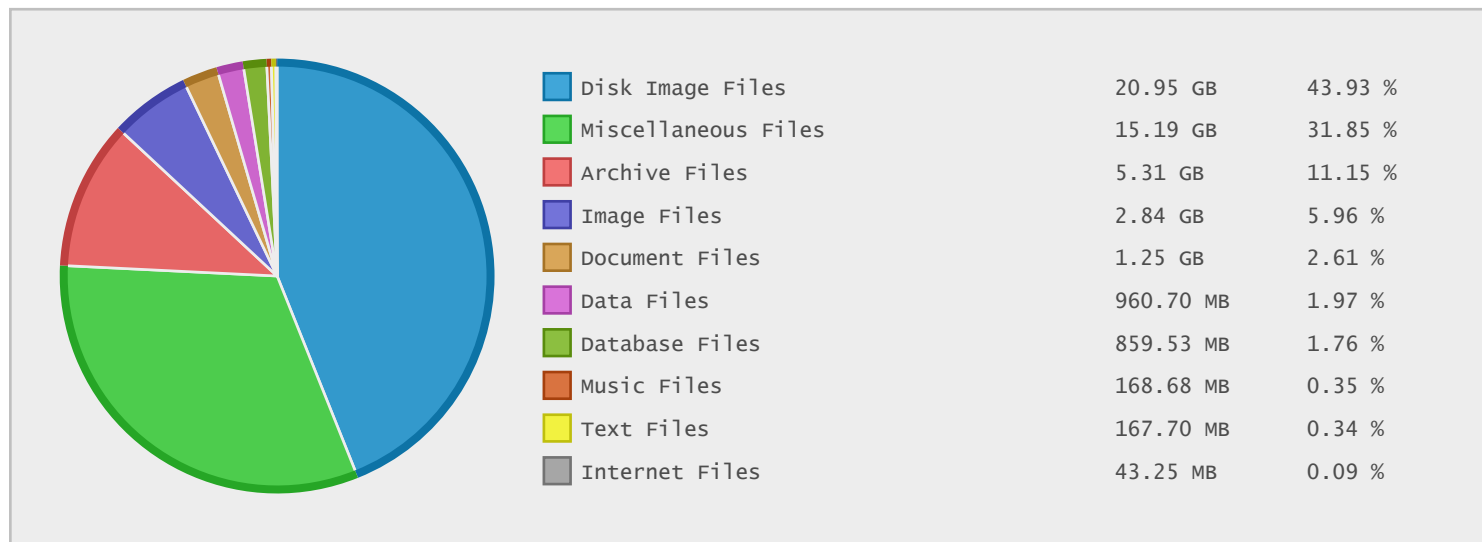 Disk Image Files 20.95 GB 43.93 %
Miscellaneous Files 15.19 GB 31.85 %
Archive Files 5.31 GB 11.15 %
Image Files 2.84 GB 5.96 %
Document Files 1.25 GB 2.61 %
Data Files 960.70 MB 1.97 %
Database Files 859.53 MB 1.76 %
Music Files 168.68 MB 0.35 %
Text Files 167.70 MB 0.34 %
Internet Files 43.25 MB 0.09 %